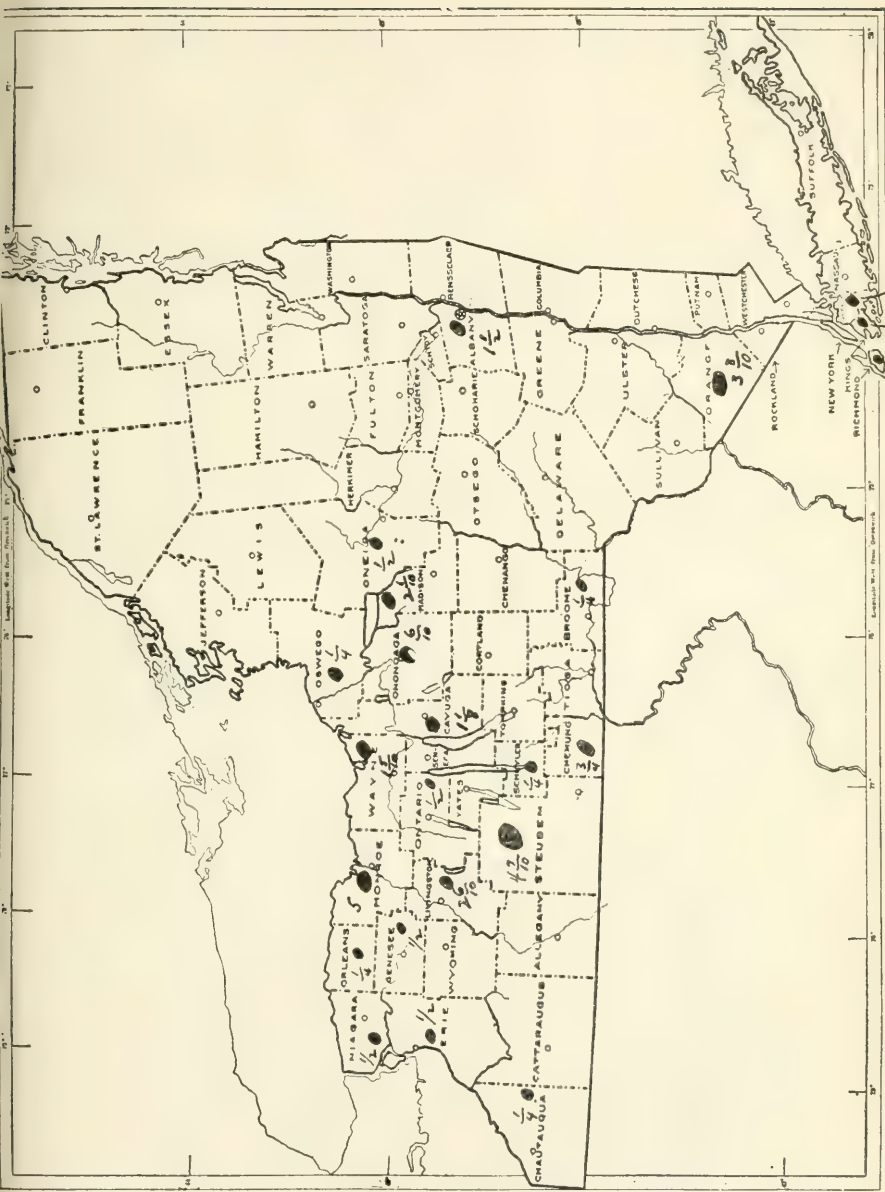 CLINTON
FRANKLIN
ST. LAWRENCE
ESSEX
WARREN
HAMILTON
WASHINGTON
SARATOGA
FULTON
HERKIMER
LEWIS
JEFFERSON
MONTGOMERY
RENSSELAER
ALBANY
1 1/2
SCHOHARIE
OTSEGO
ONEIDA
1/2
MADISON
2 1/10
OSWEGO
1/4
ONONDAGA
6/10
CAYUGA
1 1/8
WAYNE
MONROE
5
ORLEANS
1/4
NIAGARA
1/2
GENESEE
1/2
ERIE
1/2
WYOMING
LIVINGSTON
2 6/10
ONTARIO
1/2
YATES
SCHUYLER
1/4
CORTLAND
CHENANGO
COLUMBIA
GREENE
DELAWARE
ULSTER
DUTCHESS
PUTNAM
WESTCHESTER
ORANGE
3 8/10
SULLIVAN
ROCKLAND
BROOME
1/4
TIOGA
CHEMUNG
3/4
STEUBEN
4 7/10
ALLEGANY
CATTARAUGUS
CHAUTAUQUA
1/4
NEW YORK
KINGS
RICHMOND
NASSAU
SUFFOLK